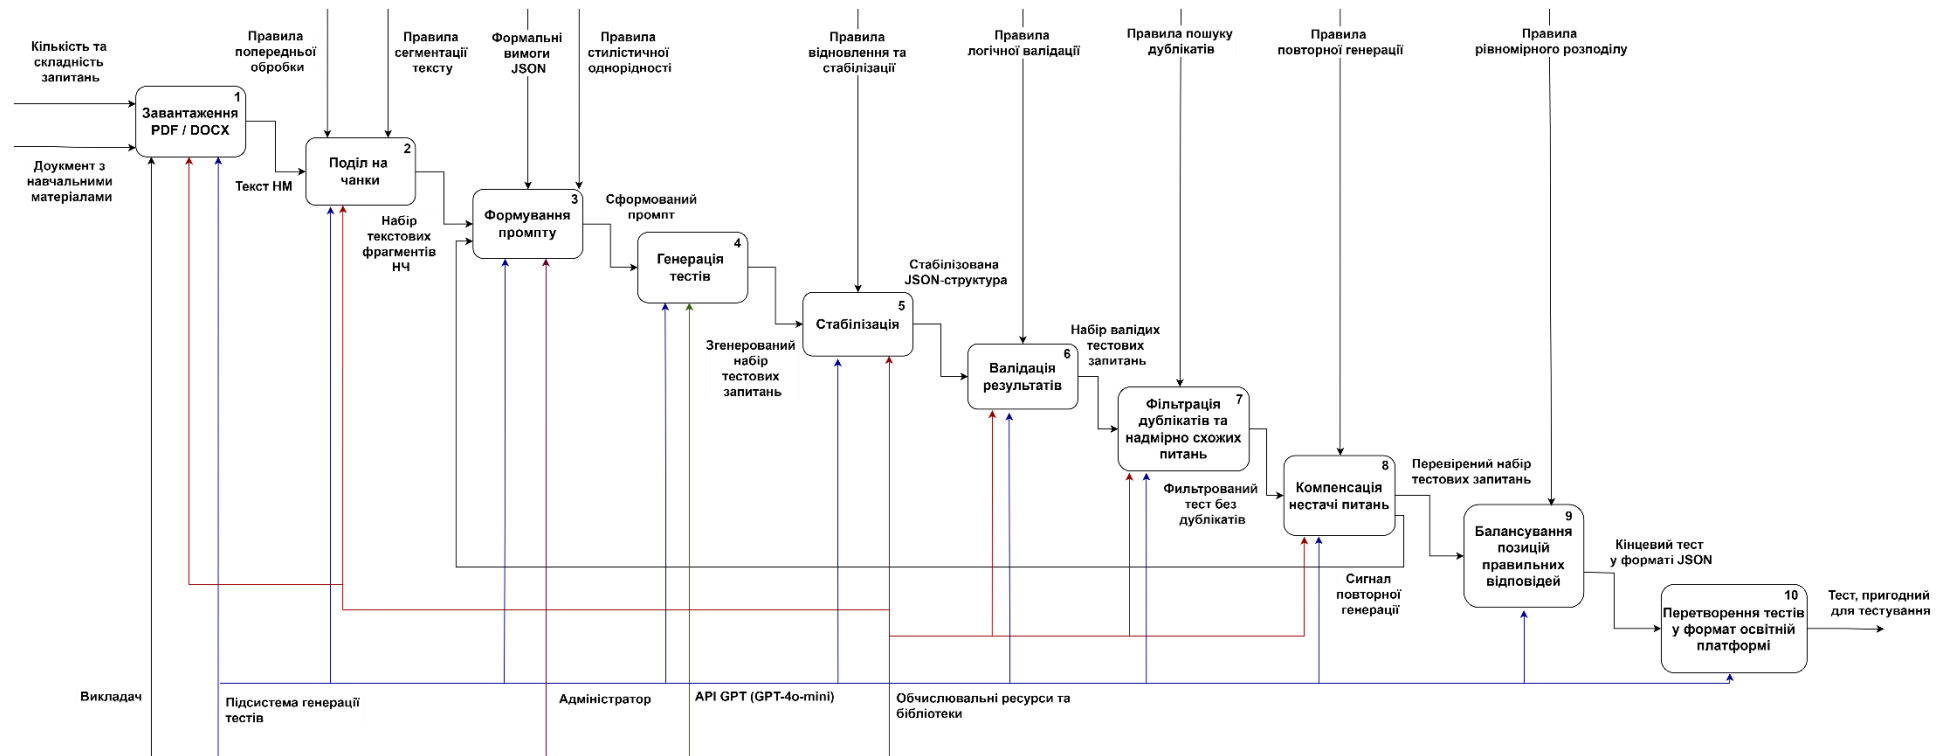 Кількість та
складність
запитань
Правила
попередньої
обробки
Правила
сегментації
тексту
Формальні
вимоги
JSON
Правила
стилістичної
однорідності
Правила
відновлення та
стабілізації
Правила
логічної валідації
Правила пошуку
дублікатів
Правила
повторної генерації
Правила
рівномірного розподілу
1
Завантаження
PDF / DOCX
Доукмент з
навчальними
матеріалами
Текст НМ
2
Поділ на
чанки
Набір
текстових
фрагментів
НЧ
3
Формування
промпту
Сформований
промпт
4
Генерація
тестів
Згенерований
набір
тестових
запитань
5
Стабілізація
Стабілізована
JSON-структура
6
Валідація
результатів
Набір валідих
тестових
запитань
7
Фільтрація
дублікатів та
надмірно схожих
питань
Фильтрований
тест без
дублікатів
8
Компенсація
нестачі питань
Перевірений набір
тестових запитань
Сигнал
повторної
генерації
9
Балансування
позицій
правильних
відповідей
Кінцевий тест
у форматі JSON
10
Перетворення тестів
у формат освітній
платформі
Тест, пригодний
для тестування
Викладач
Підсистема генерації
тестів
Адміністратор
API GPT (GPT-4o-mini)
Обчислювальні ресурси та
бібліотеки